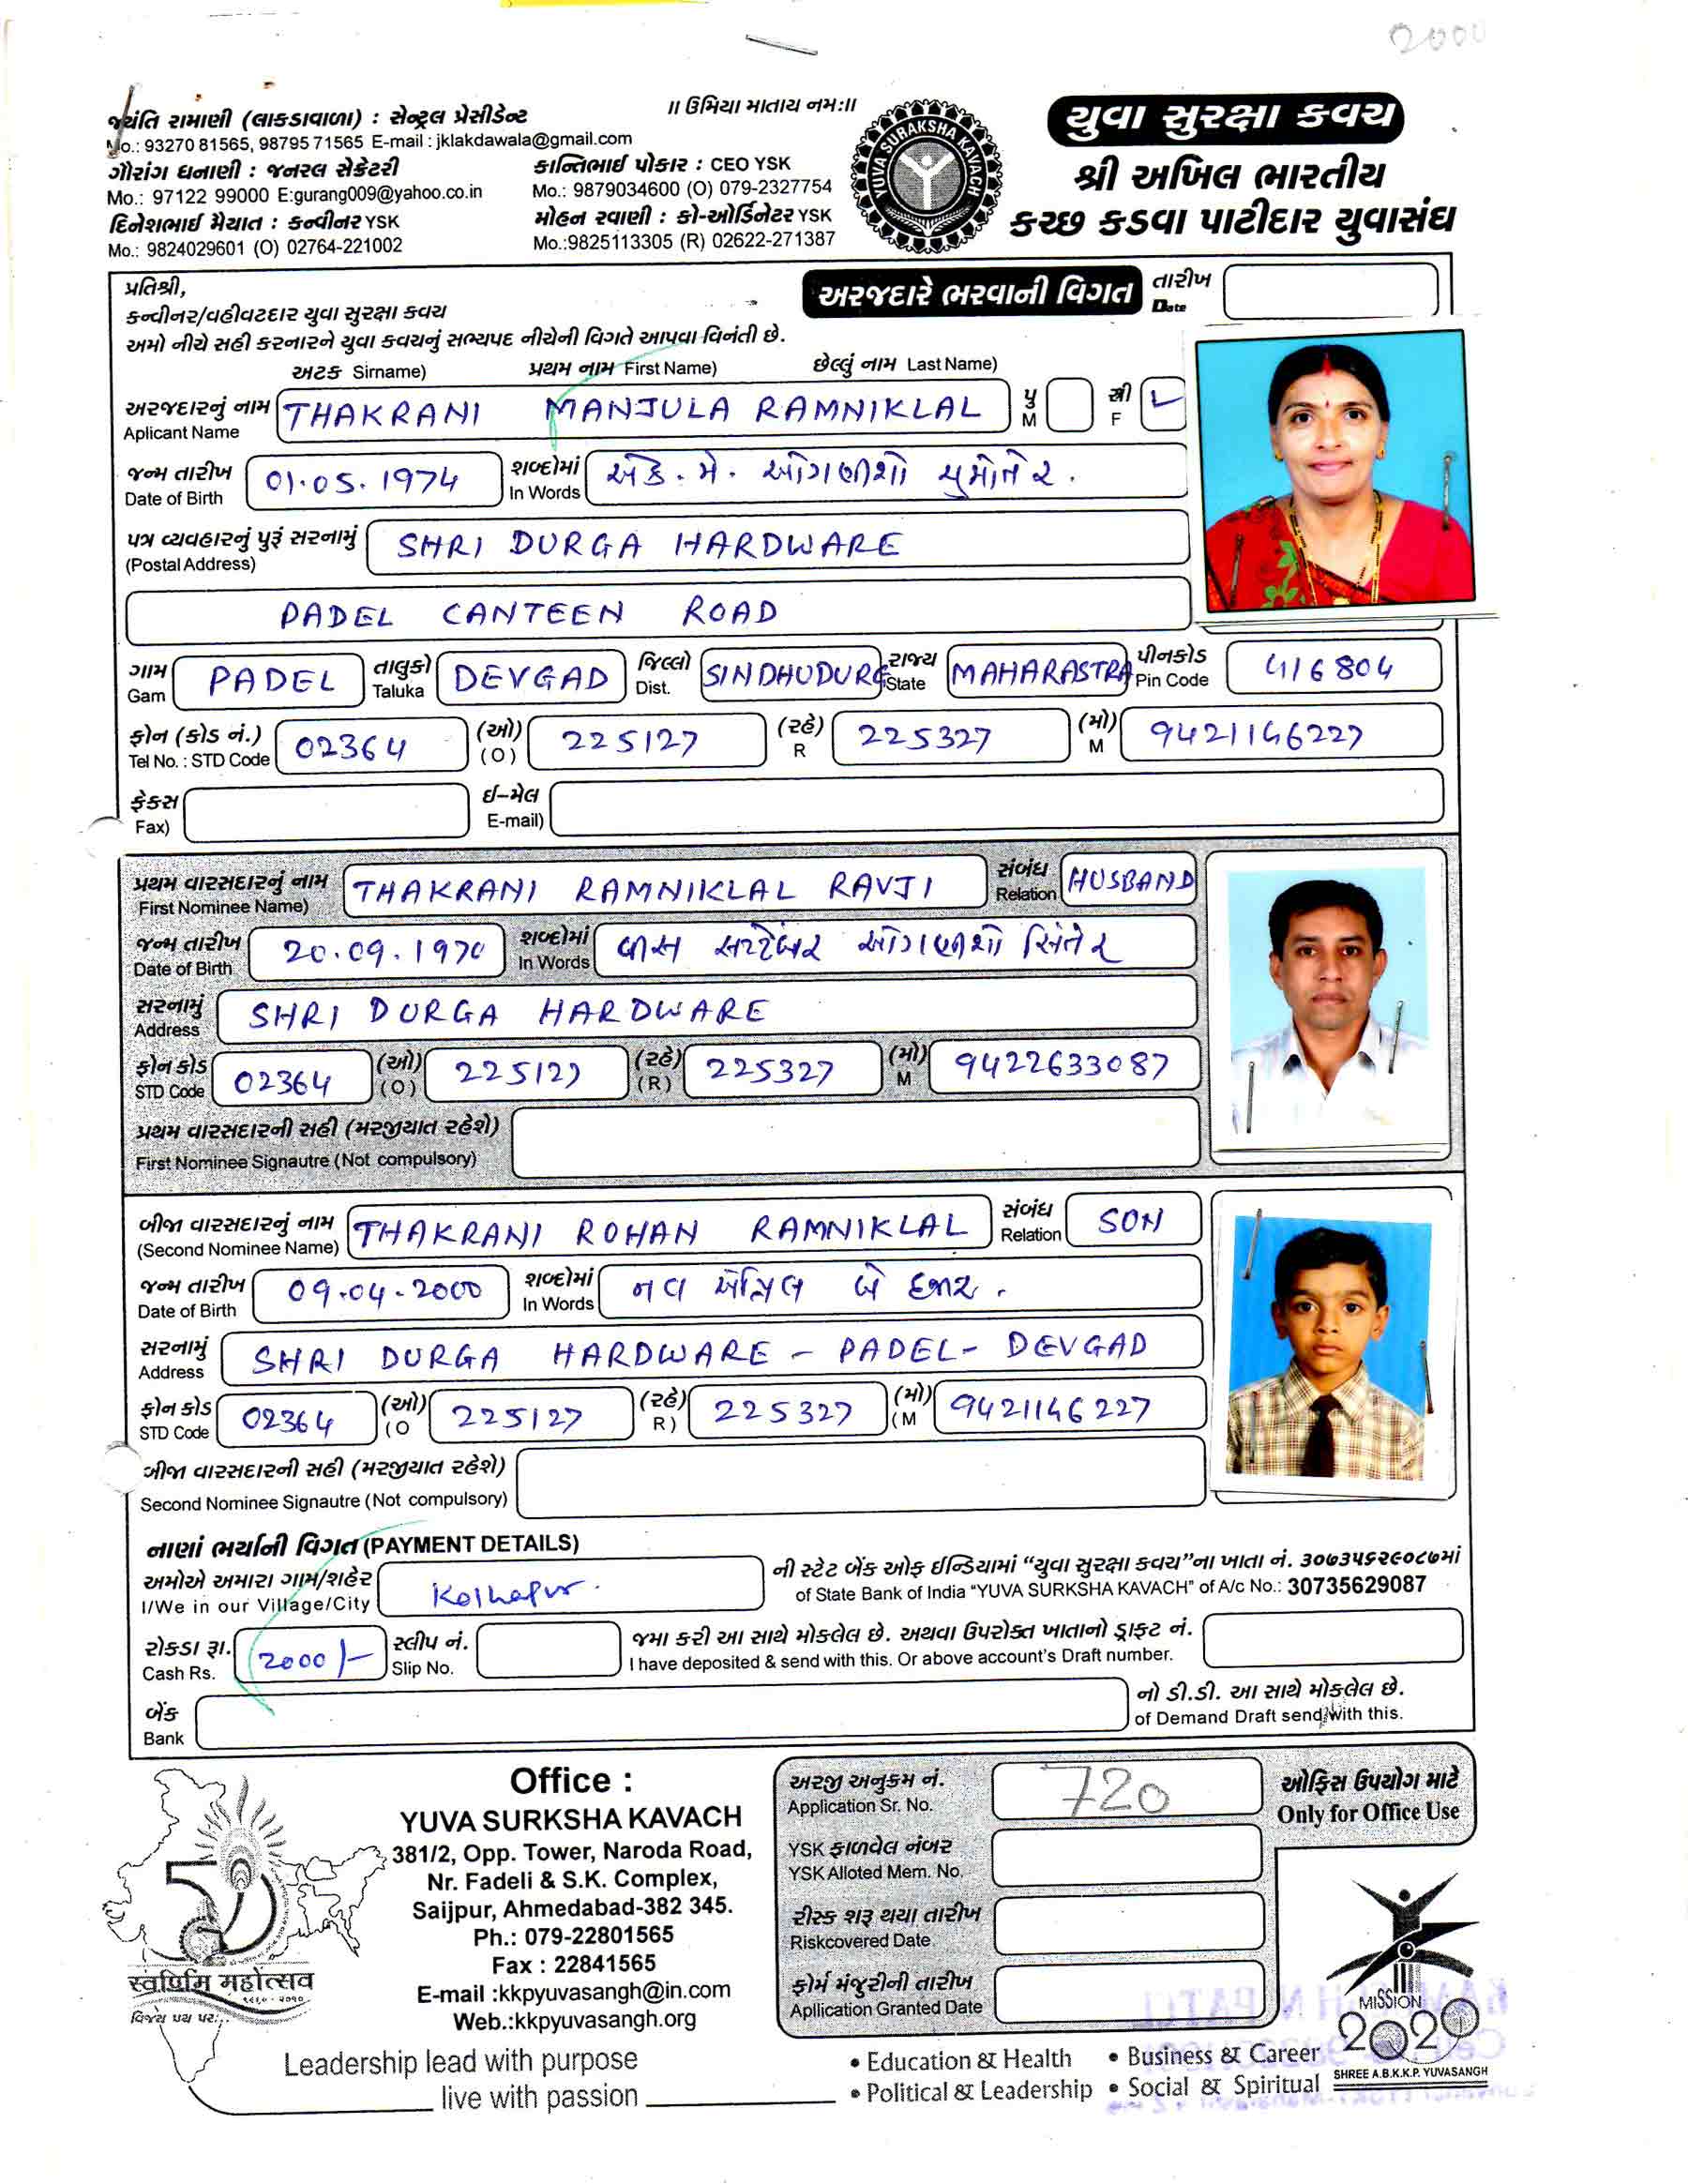 2000
॥ ઉમિયા માતાય નમ:॥
જયંતિ રામાણી (લાકડાવાળા) : સેન્ટ્રલ પ્રેસીડેન્ટ
Mo.: 93270 81565, 98795 71565 E-mail : jklakdawala@gmail.com
ગૌરાંગ ધનાણી : જનરલ સેક્રેટરી
Mo.: 97122 99000 E:gurang009@yahoo.co.in
દિનેશભાઈ મૈયાત : કન્વીનર YSK
Mo.: 9824029601 (O) 02764-221002
કાન્તિભાઈ પોકાર : CEO YSK
Mo.: 9879034600 (O) 079-2327754
મોહન રવાણી : કો-ઓર્ડિનેટર YSK
Mo.:9825113305 (R) 02622-271387
YUVA SURAKSHA KAVACH
યુવા સુરક્ષા કવચ
શ્રી અખિલ ભારતીય
કચ્છ કડવા પાટીદાર યુવાસંઘ
પ્રતિશ્રી,
કન્વીનર/વહીવટદાર યુવા સુરક્ષા કવચ
અરજદારે ભરવાની વિગત
તારીખ
Date
અમો નીચે સહી કરનારને યુવા કવચનું સભ્યપદ નીચેની વિગતે આપવા વિનંતી છે.
અટક Sirname) પ્રથમ નામ First Name) છેલ્લું નામ Last Name)
અરજદારનું નામ THAKRANI MANJULA RAMNIKLAL પુ સ્ત્રી
Aplicant Name M F
જન્મ તારીખ 01.05.1974 શબ્દોમાં એક. મે. ઓગણીશો ચુમોતેર.
Date of Birth In Words
પત્ર વ્યવહારનું પુરૂં સરનામું SHRI DURGA HARDWARE
(Postal Address)
PADEL CANTEEN ROAD
ગામ PADEL તાલુકો DEVGAD જિલ્લો SINDHUDURG રાજ્ય MAHARASTRA પીનકોડ 416804
Gam Taluka Dist. State Pin Code
ફોન (કોડ નં.) 02364 (ઓ) 225127 (રહે) 225327 (મો) 9421146227
Tel No. : STD Code (O) R M
ફેક્સ ઈ-મેલ
Fax) E-mail)
પ્રથમ વારસદારનું નામ THAKRANI RAMNIKLAL RAVJI સંબંધ HUSBAND
First Nominee Name) Relation
જન્મ તારીખ 20.09.1970 શબ્દોમાં વીસ સપ્ટેમ્બર ઓગણીશો સિત્તેર
Date of Birth In Words
સરનામું SHRI DURGA HARDWARE
Address
ફોન કોડ 02364 (ઓ) 225127 (રહે) 225327 (મો) 9422633087
STD Code (O) (R) M
પ્રથમ વારસદારની સહી (મરજીયાત રહેશે)
First Nominee Signautre (Not compulsory)
બીજા વારસદારનું નામ THAKRANI ROHAN RAMNIKLAL સંબંધ SON
(Second Nominee Name) Relation
જન્મ તારીખ 09.04.2000 શબ્દોમાં નવ એપ્રિલ બે હજાર.
Date of Birth In Words
સરનામું SHRI DURGA HARDWARE - PADEL- DEVGAD
Address
ફોન કોડ 02364 (ઓ) 225127 (રહે) 225327 (મો) 9421146227
STD Code (O R) (M
બીજા વારસદારની સહી (મરજીયાત રહેશે)
Second Nominee Signautre (Not compulsory)
નાણાં ભર્યાની વિગત (PAYMENT DETAILS)
અમોએ અમારા ગામ/શહેર Kolhapur. ની સ્ટેટ બેંક ઓફ ઈન્ડિયામાં “યુવા સુરક્ષા કવચ”ના ખાતા નં. ૩૦૭૩૫૬૨૯૦૮૭માં
I/We in our Village/City of State Bank of India “YUVA SURKSHA KAVACH” of A/c No.: 30735629087
રોકડા રૂા. 2000/- સ્લીપ નં. જમા કરી આ સાથે મોકલેલ છે. અથવા ઉપરોક્ત ખાતાનો ડ્રાફ્ટ નં.
Cash Rs. Slip No. I have deposited & send with this. Or above account's Draft number.
બેંક નો ડી.ડી. આ સાથે મોકલેલ છે.
Bank of Demand Draft send with this.
Office :
YUVA SURKSHA KAVACH
381/2, Opp. Tower, Naroda Road,
Nr. Fadeli & S.K. Complex,
Saijpur, Ahmedabad-382 345.
Ph.: 079-22801565
Fax : 22841565
E-mail :kkpyuvasangh@in.com
Web.:kkpyuvasangh.org
स्वर्णिम महोत्सव
૧૯૬૦ - ૨૦૧૦
વિજય પથ પર...
અરજી અનુક્રમ નં. 720 ઓફિસ ઉપયોગ માટે
Application Sr. No. Only for Office Use
YSK ફાળવેલ નંબર
YSK Alloted Mem. No.
રીસ્ક શરૂ થયા તારીખ
Riskcovered Date
ફોર્મ મંજુરીની તારીખ
Apllication Granted Date
MISSION
2020
SHREE A.B.K.K.P. YUVASANGH
Leadership lead with purpose
live with passion
• Education & Health • Business & Career
• Political & Leadership • Social & Spiritual